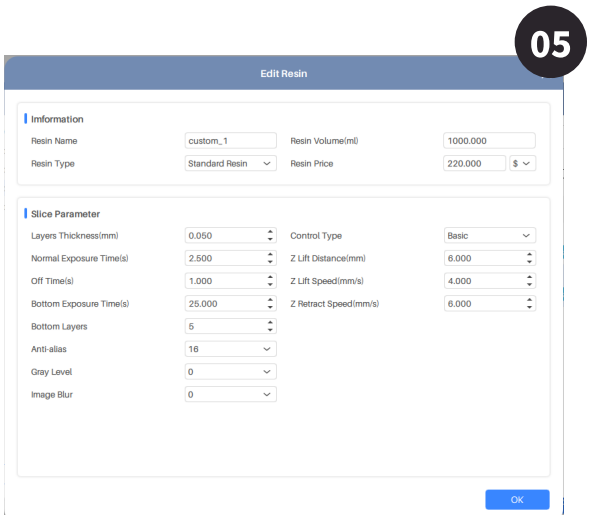 05
Edit Resin
Information
Resin Name custom_1 Resin Volume(ml) 1000.000
Resin Type Standard Resin Resin Price 220.000 $
Slice Parameter
Layers Thickness(mm) 0.050 Control Type Basic
Normal Exposure Time(s) 2.500 Z Lift Distance(mm) 6.000
Off Time(s) 1.000 Z Lift Speed(mm/s) 4.000
Bottom Exposure Time(s) 25.000 Z Retract Speed(mm/s) 6.000
Bottom Layers 5
Anti-alias 16
Gray Level 0
Image Blur 0
OK